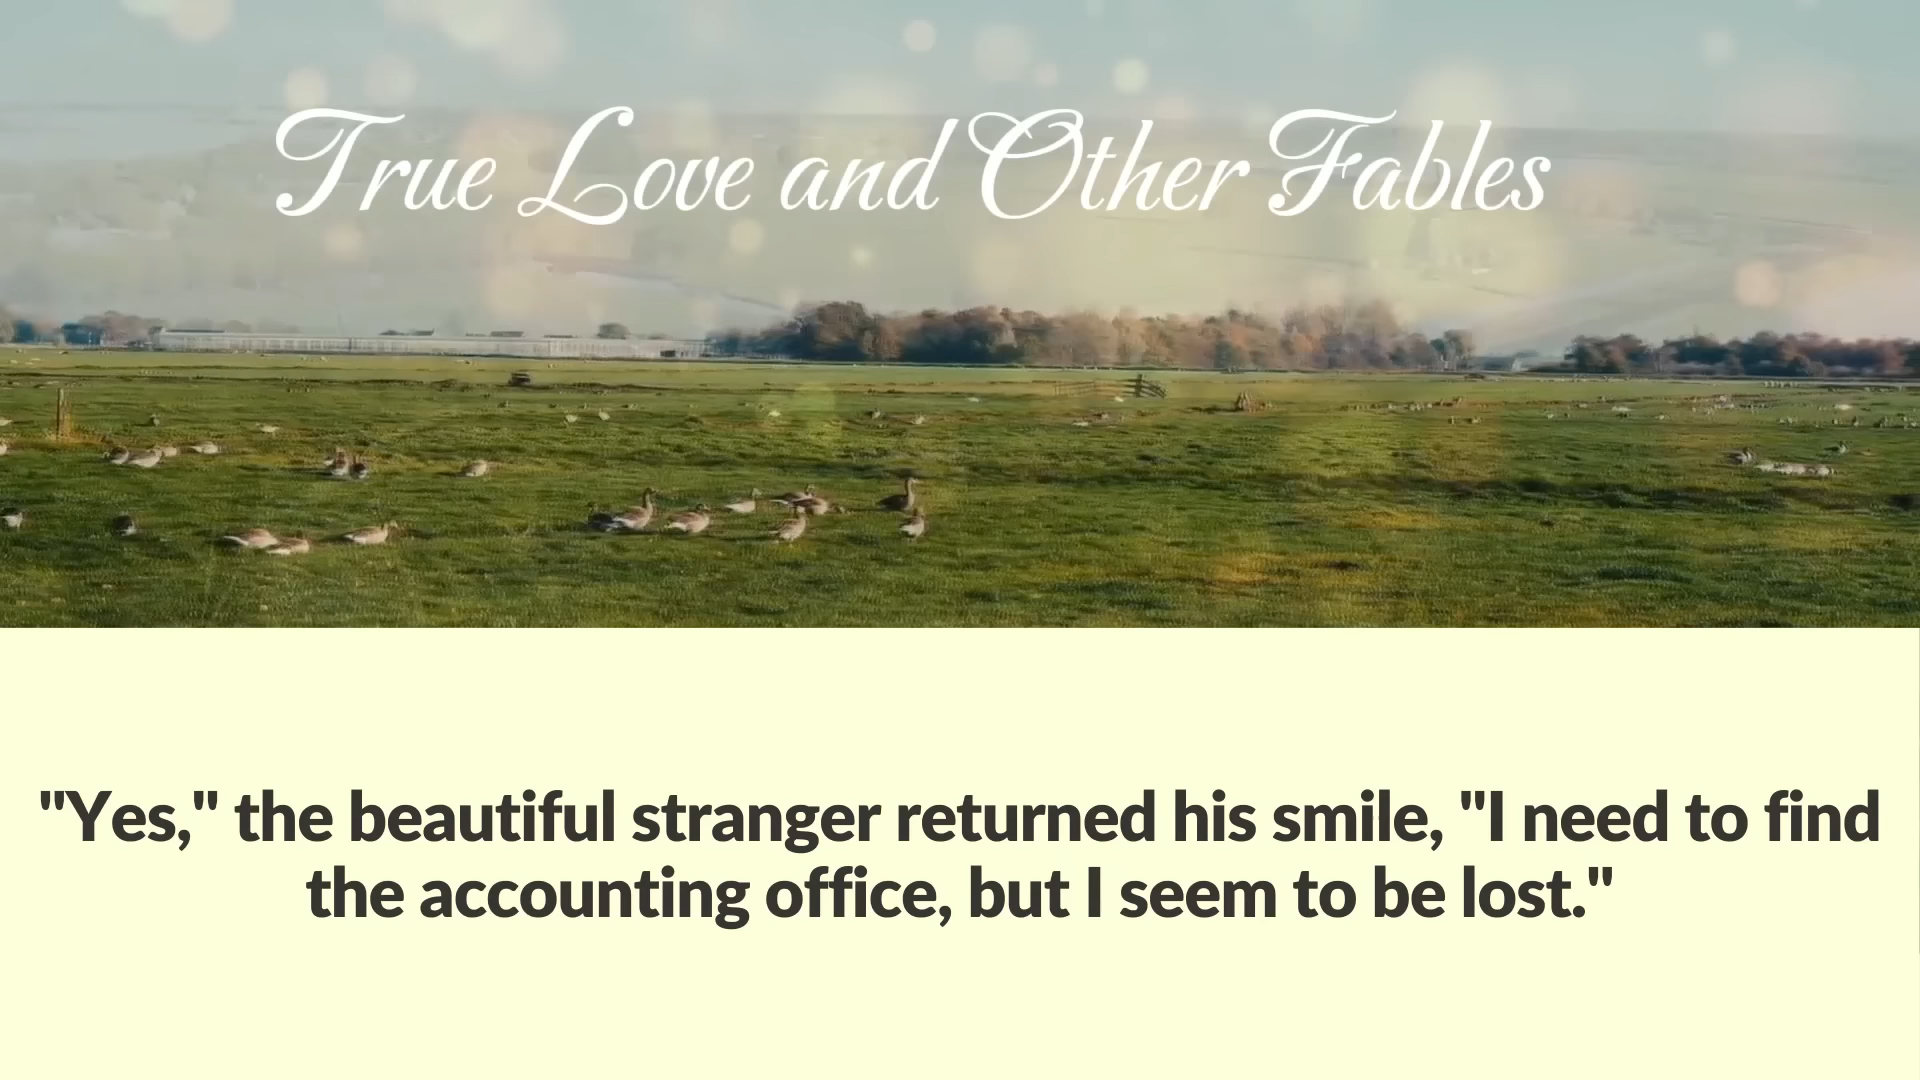 True Love and Other Fables
"Yes," the beautiful stranger returned his smile, "I need to find
the accounting office, but I seem to be lost."